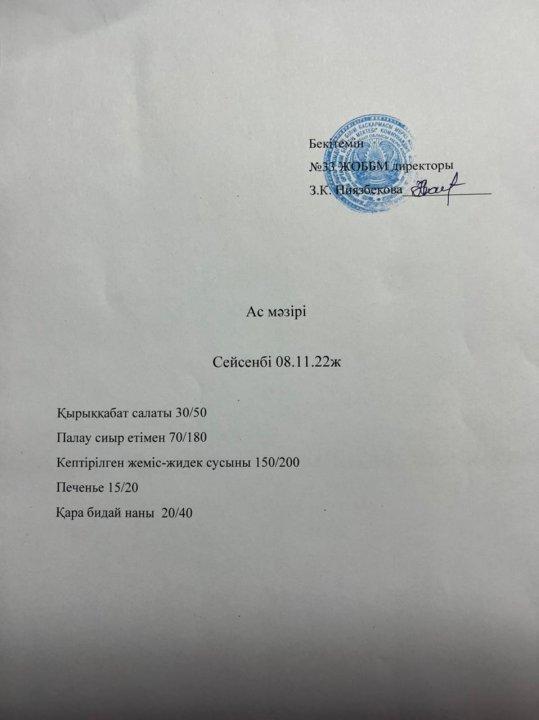 Бекітемін
№33 ЖОББМ директоры
З.К. Ниязбекова
Ас мәзірі
Сейсенбі 08.11.22ж
Қырыққабат салаты 30/50
Палау сиыр етімен 70/180
Кептірілген жеміс-жидек сусыны 150/200
Печенье 15/20
Қара бидай наны 20/40